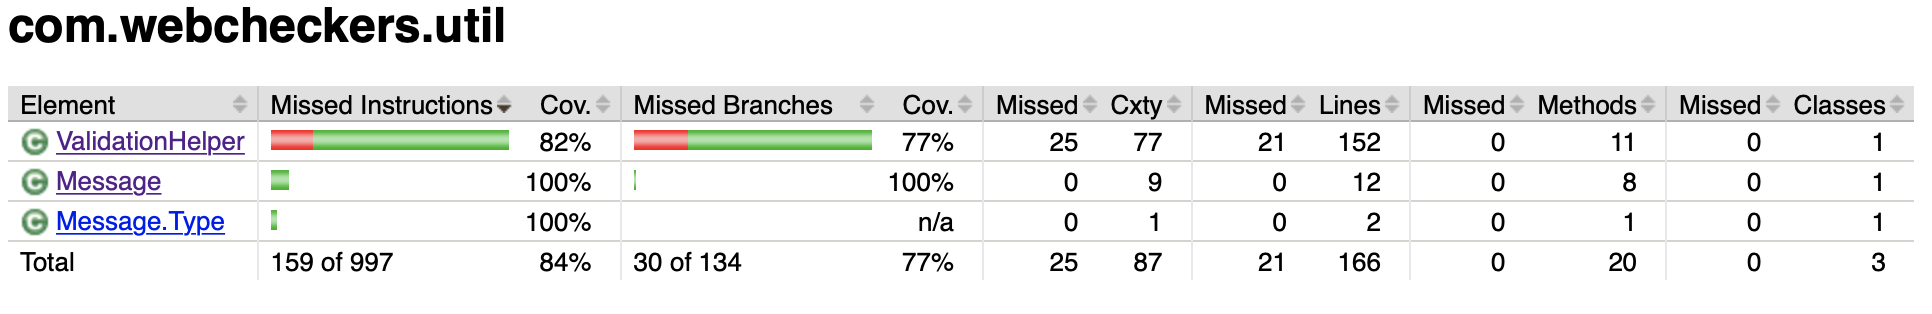 com.webcheckers.util
Element Missed Instructions Cov. Missed Branches Cov. Missed Cxty Missed Lines Missed Methods Missed Classes
C ValidationHelper 82% 77% 25 77 21 152 0 11 0 1
C Message 100% 100% 0 9 0 12 0 8 0 1
C Message.Type 100% n/a 0 1 0 2 0 1 0 1
Total 159 of 997 84% 30 of 134 77% 25 87 21 166 0 20 0 3